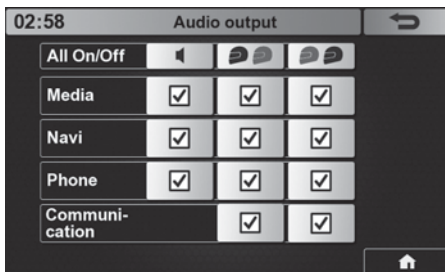 02:58 Audio output
All On/Off
Media
Navi
Phone
Communi-
cation